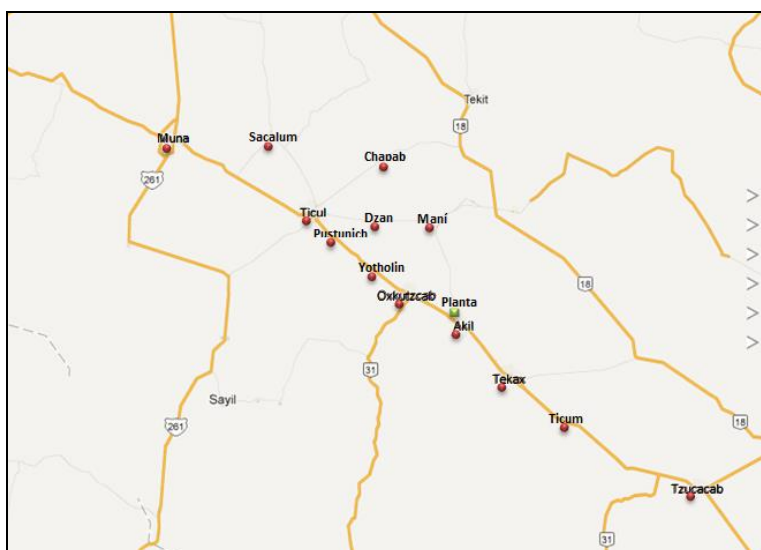 Tekit
18
Muna
Sacalum
Chapab
261
Ticul
Dzan
Maní
Pustunich
Yotholin
18
Oxkutzcab
Planta
Akil
31
Tekax
Sayil
Ticum
261
18
Tzucacab
31
>
>
>
>
>
>